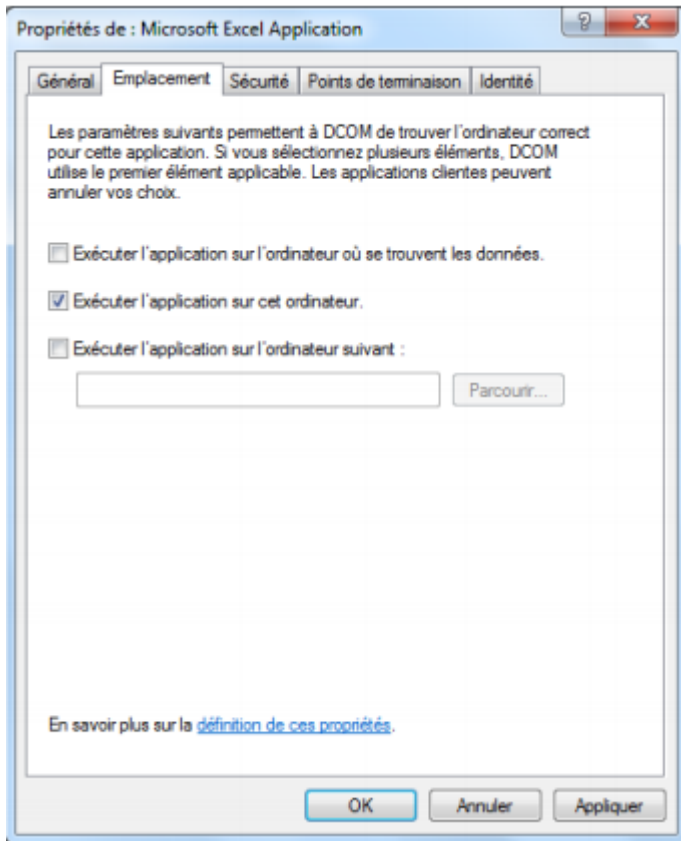 Propriétés de : Microsoft Excel Application
Général Emplacement Sécurité Points de terminaison Identité
Les paramètres suivants permettent à DCOM de trouver l'ordinateur correct
pour cette application. Si vous sélectionnez plusieurs éléments, DCOM
utilise le premier élément applicable. Les applications clientes peuvent
annuler vos choix.
Exécuter l'application sur l'ordinateur où se trouvent les données.
Exécuter l'application sur cet ordinateur.
Exécuter l'application sur l'ordinateur suivant :
Parcourir...
En savoir plus sur la définition de ces propriétés.
OK Annuler Appliquer